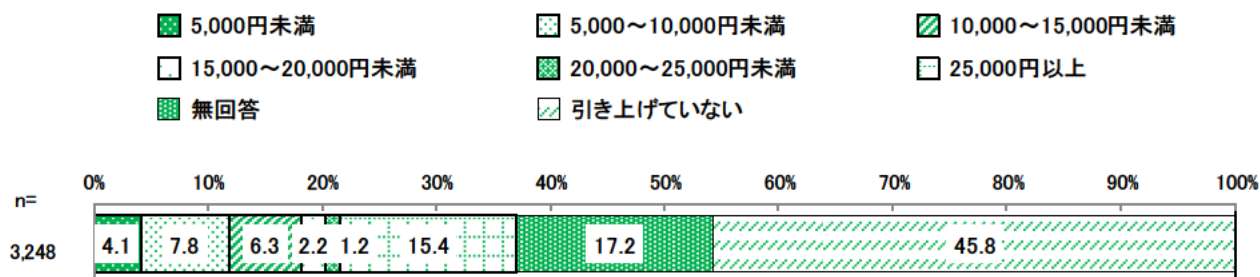 5,000円未満 5,000～10,000円未満 10,000～15,000円未満
15,000～20,000円未満 20,000～25,000円未満 25,000円以上
無回答 引き上げていない
0% 10% 20% 30% 40% 50% 60% 70% 80% 90% 100%
n=
3,248 4.1 7.8 6.3 2.2 1.2 15.4 17.2 45.8